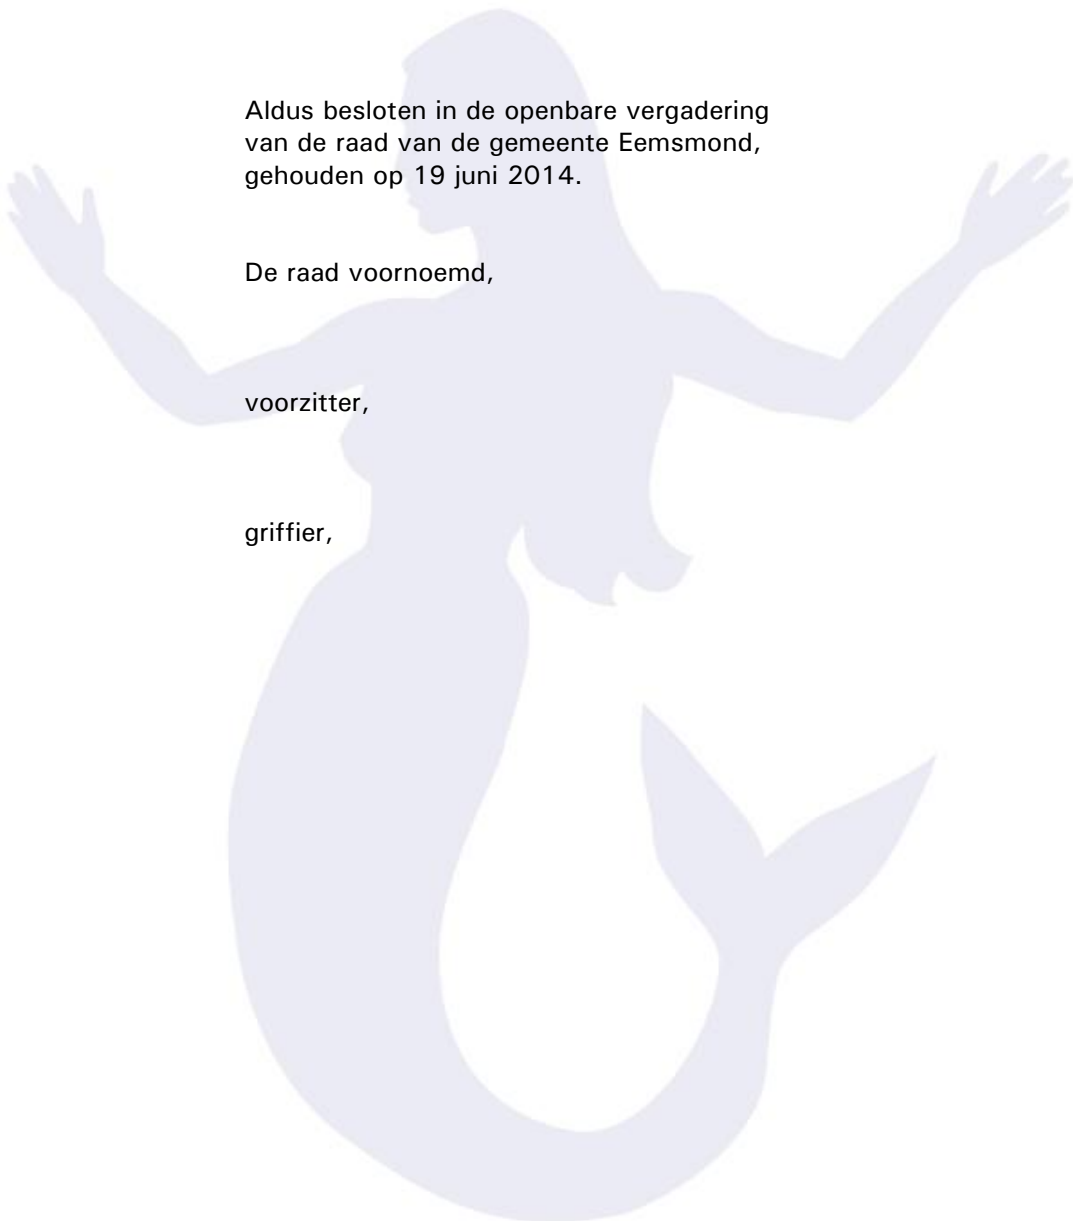 Aldus besloten in de openbare vergadering
van de raad van de gemeente Eemsmond,
gehouden op 19 juni 2014.
De raad voornoemd,
voorzitter,
griffier,